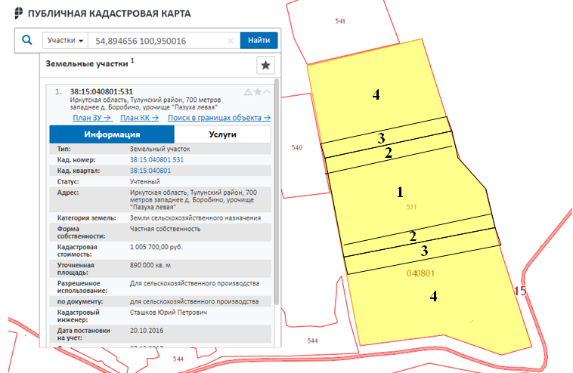 ПУБЛИЧНАЯ КАДАСТРОВАЯ КАРТА
Участки 54,894656 100,950016 × Найти
Земельные участки 1
1. 38:15:040801:531
Иркутская область, Тулунский район, 700 метров
западнее д. Боробино, урочище
"Пазуха левая"
План ЗУ → План КК → Поиск в границах объекта →
Информация Услуги
Тип: Земельный участок
Кад. номер: 38:15:040801:531
Кад. квартал: 38:15:040801
Статус: Учтенный
Адрес: Иркутская область, Тулунский район, 700
метров западнее д. Боробино, урочище
"Пазуха левая"
Категория земель: Земли сельскохозяйственного назначения
Форма
собственности: Частная собственность
Кадастровая
стоимость: 1 005 700,00 руб.
Уточненная
площадь: 890 000 кв. м
Разрешенное
использование: Для сельскохозяйственного производства
по документу: для сельскохозяйственного производства
Кадастровый
инженер: Сташков Юрий Петрович
Дата постановки
на учет: 20.10.2016
541
4
3
540
2
1
531
2
3
040801
15
4
544
544